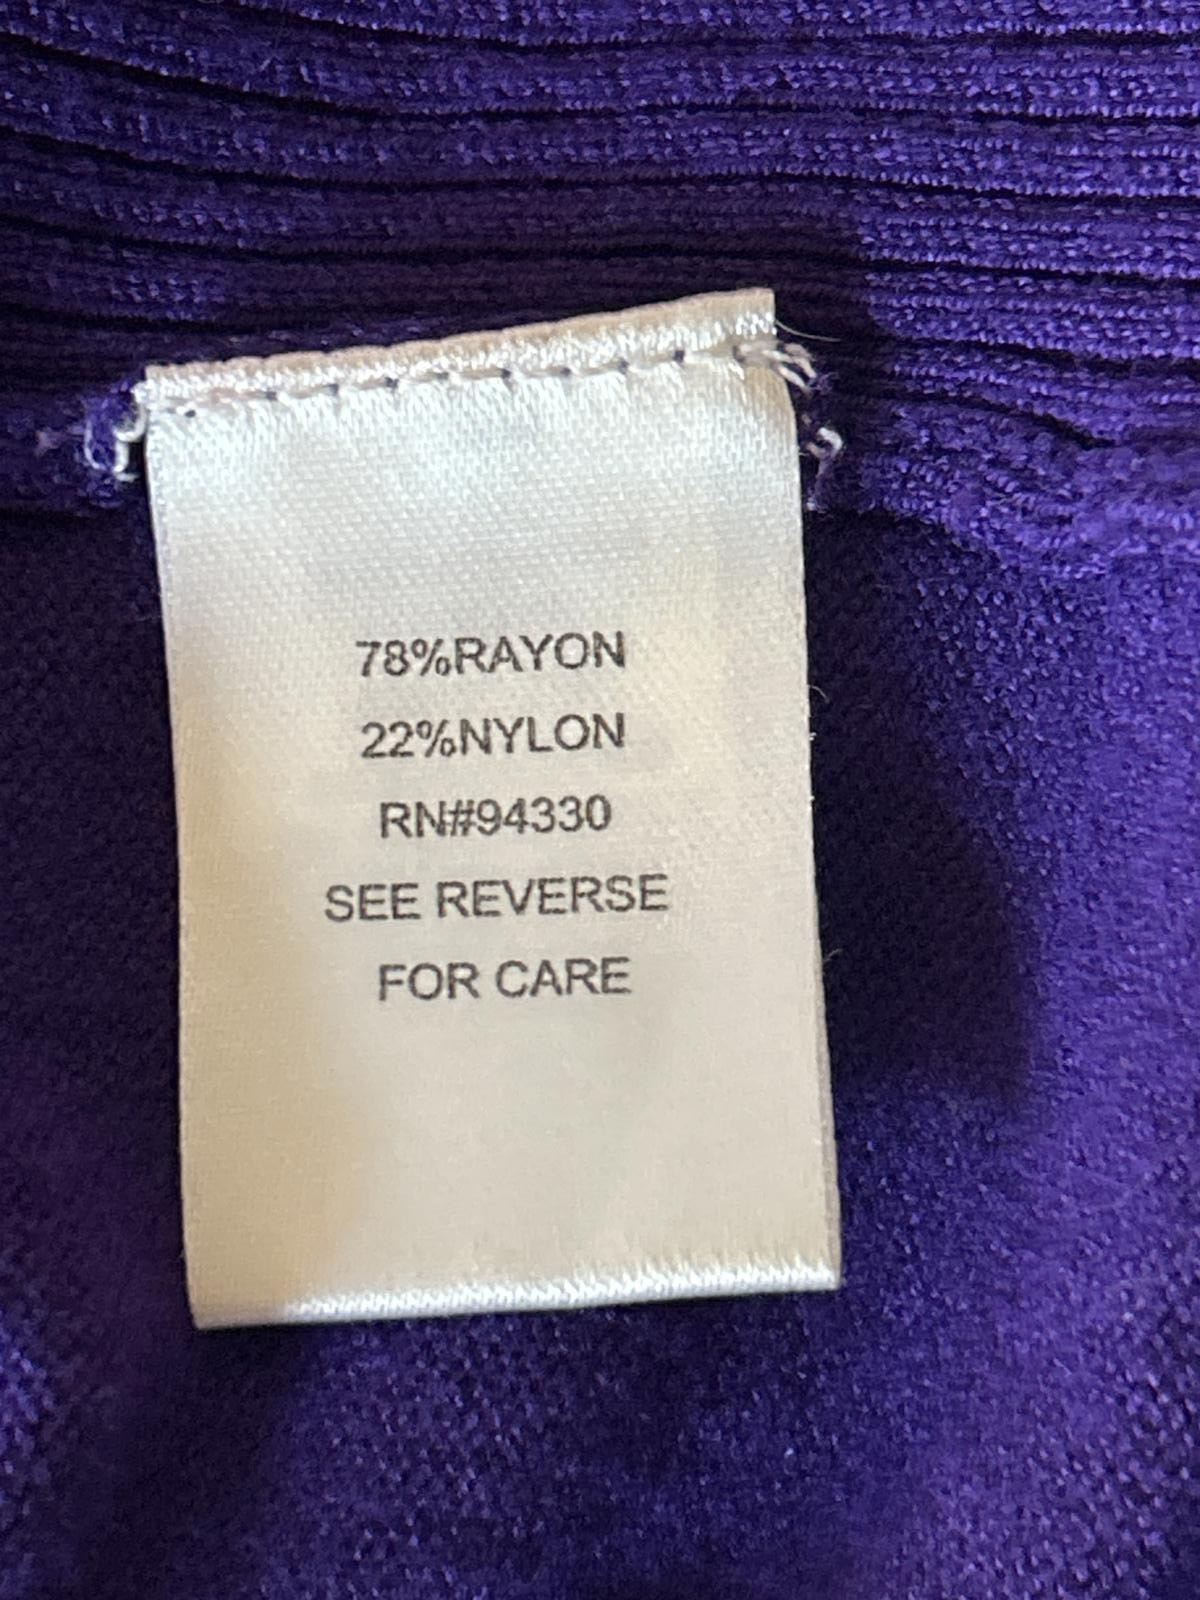 78%RAYON
22%NYLON
RN#94330
SEE REVERSE
FOR CARE